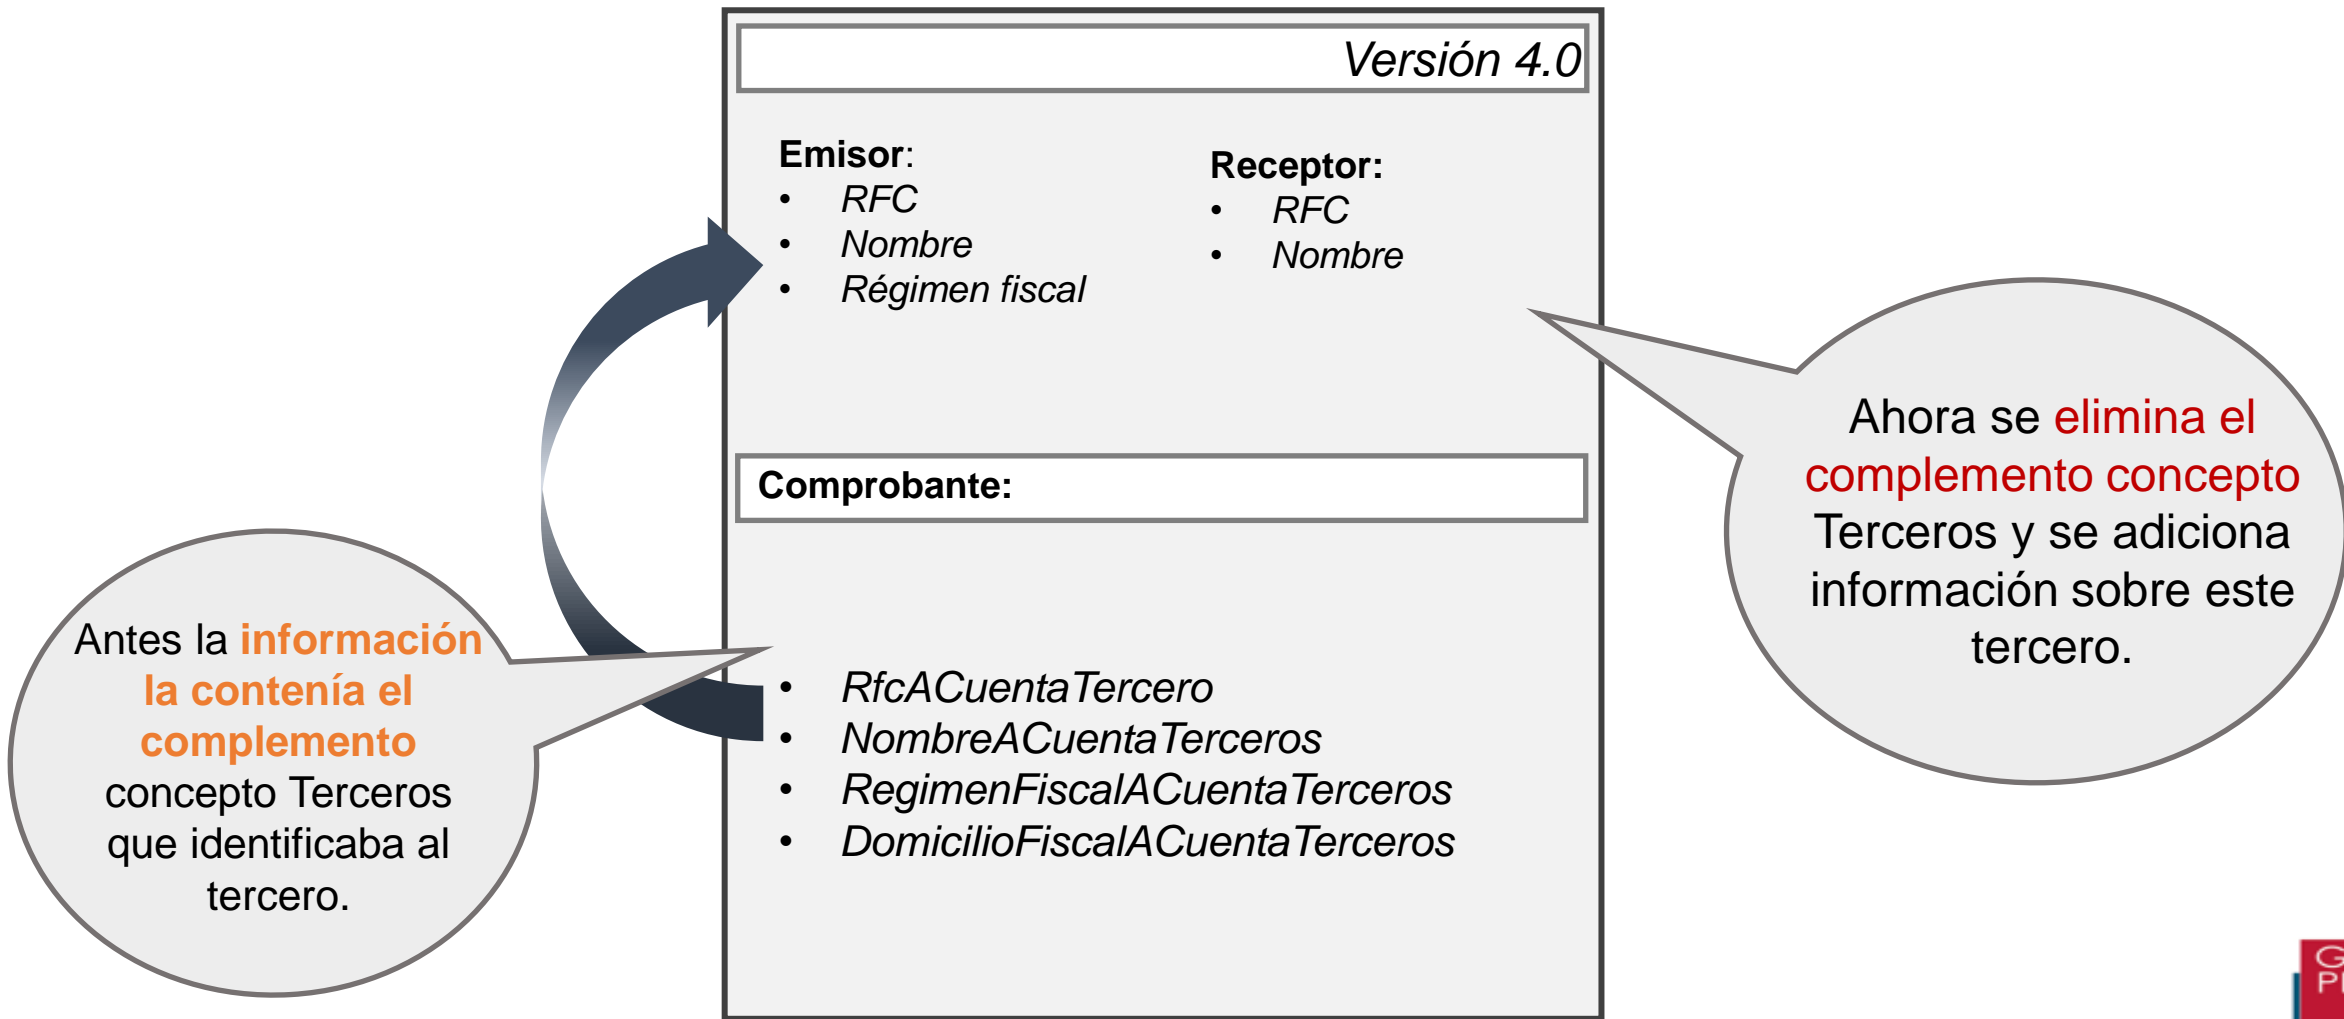 Versión 4.0
Emisor:
• RFC
• Nombre
• Régimen fiscal
Receptor:
• RFC
• Nombre
Comprobante:
• RfcACuentaTercero
• NombreACuentaTerceros
• RegimenFiscalACuentaTerceros
• DomicilioFiscalACuentaTerceros
Antes la información
la contenía el
complemento
concepto Terceros
que identificaba al
tercero.
Ahora se elimina el
complemento concepto
Terceros y se adiciona
información sobre este
tercero.